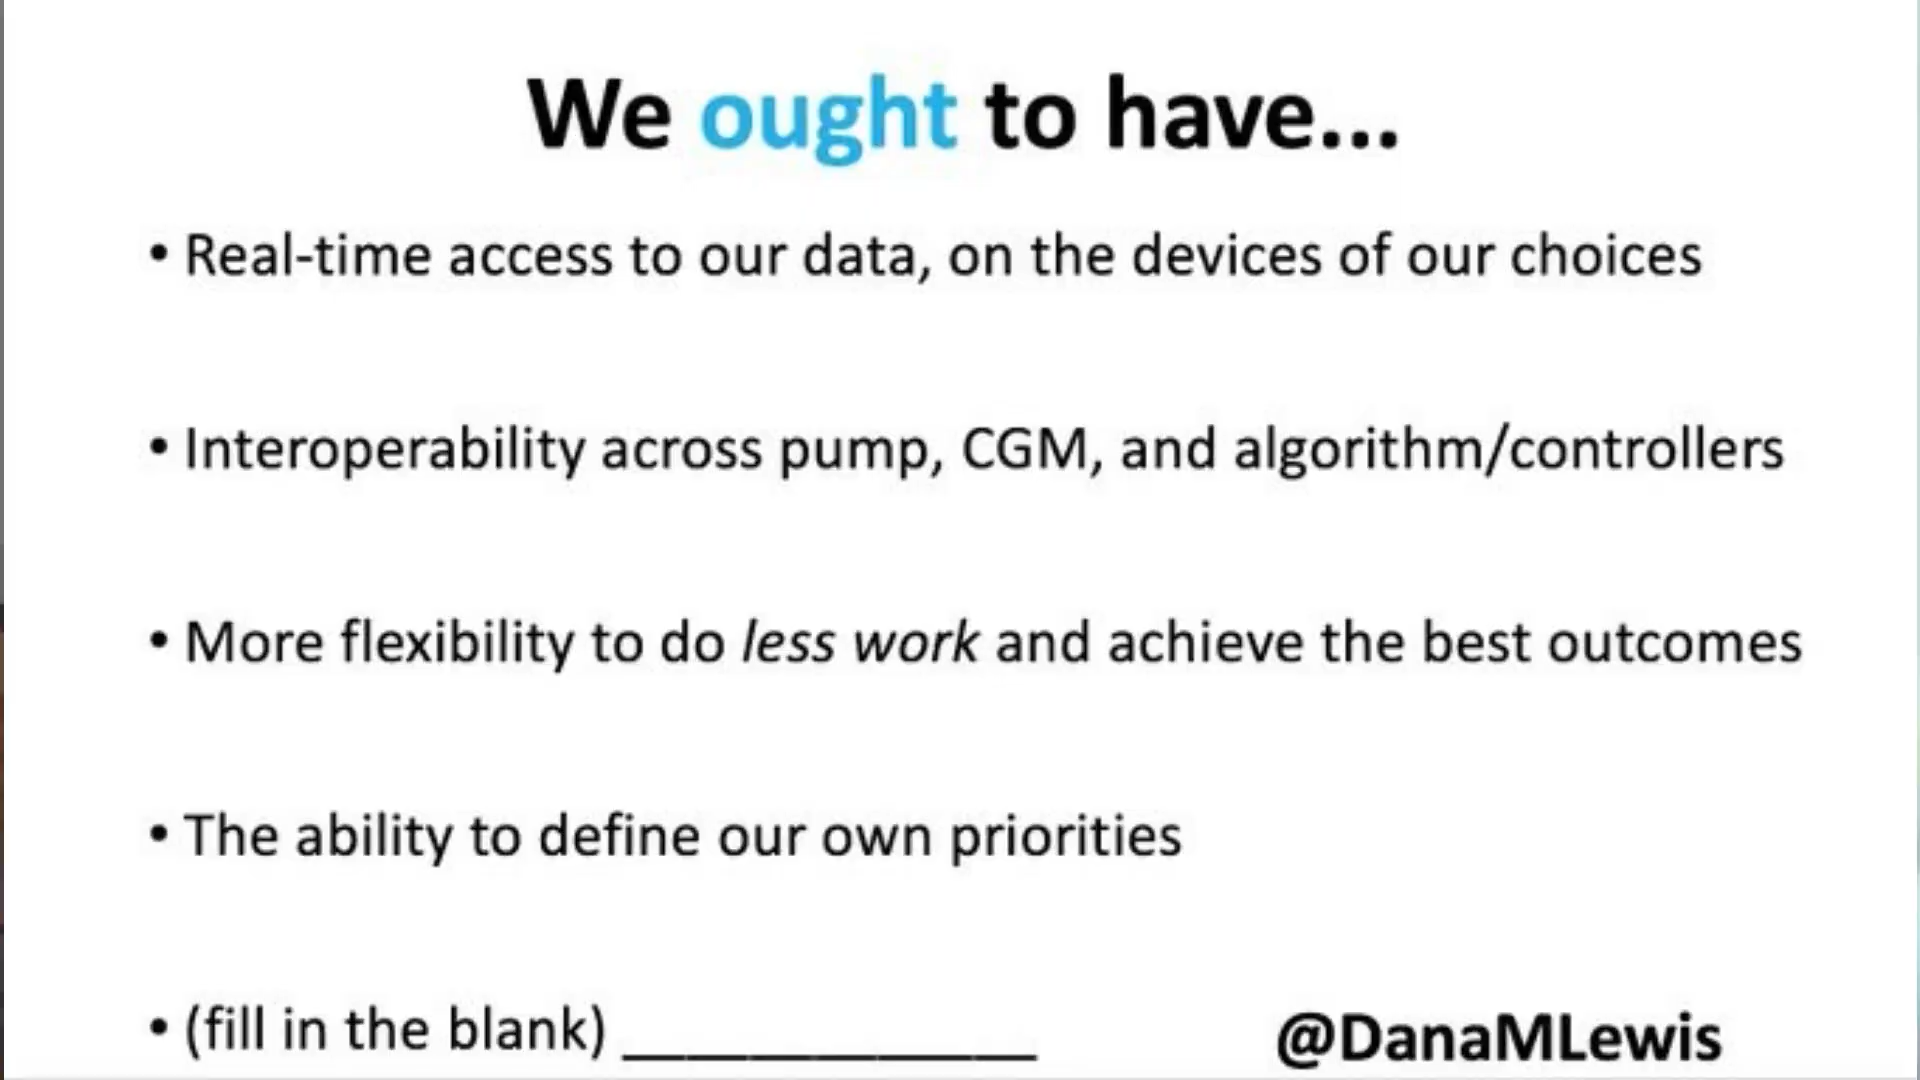 We ought to have...
• Real-time access to our data, on the devices of our choices
• Interoperability across pump, CGM, and algorithm/controllers
• More flexibility to do less work and achieve the best outcomes
• The ability to define our own priorities
• (fill in the blank) _____________
@DanaMLewis